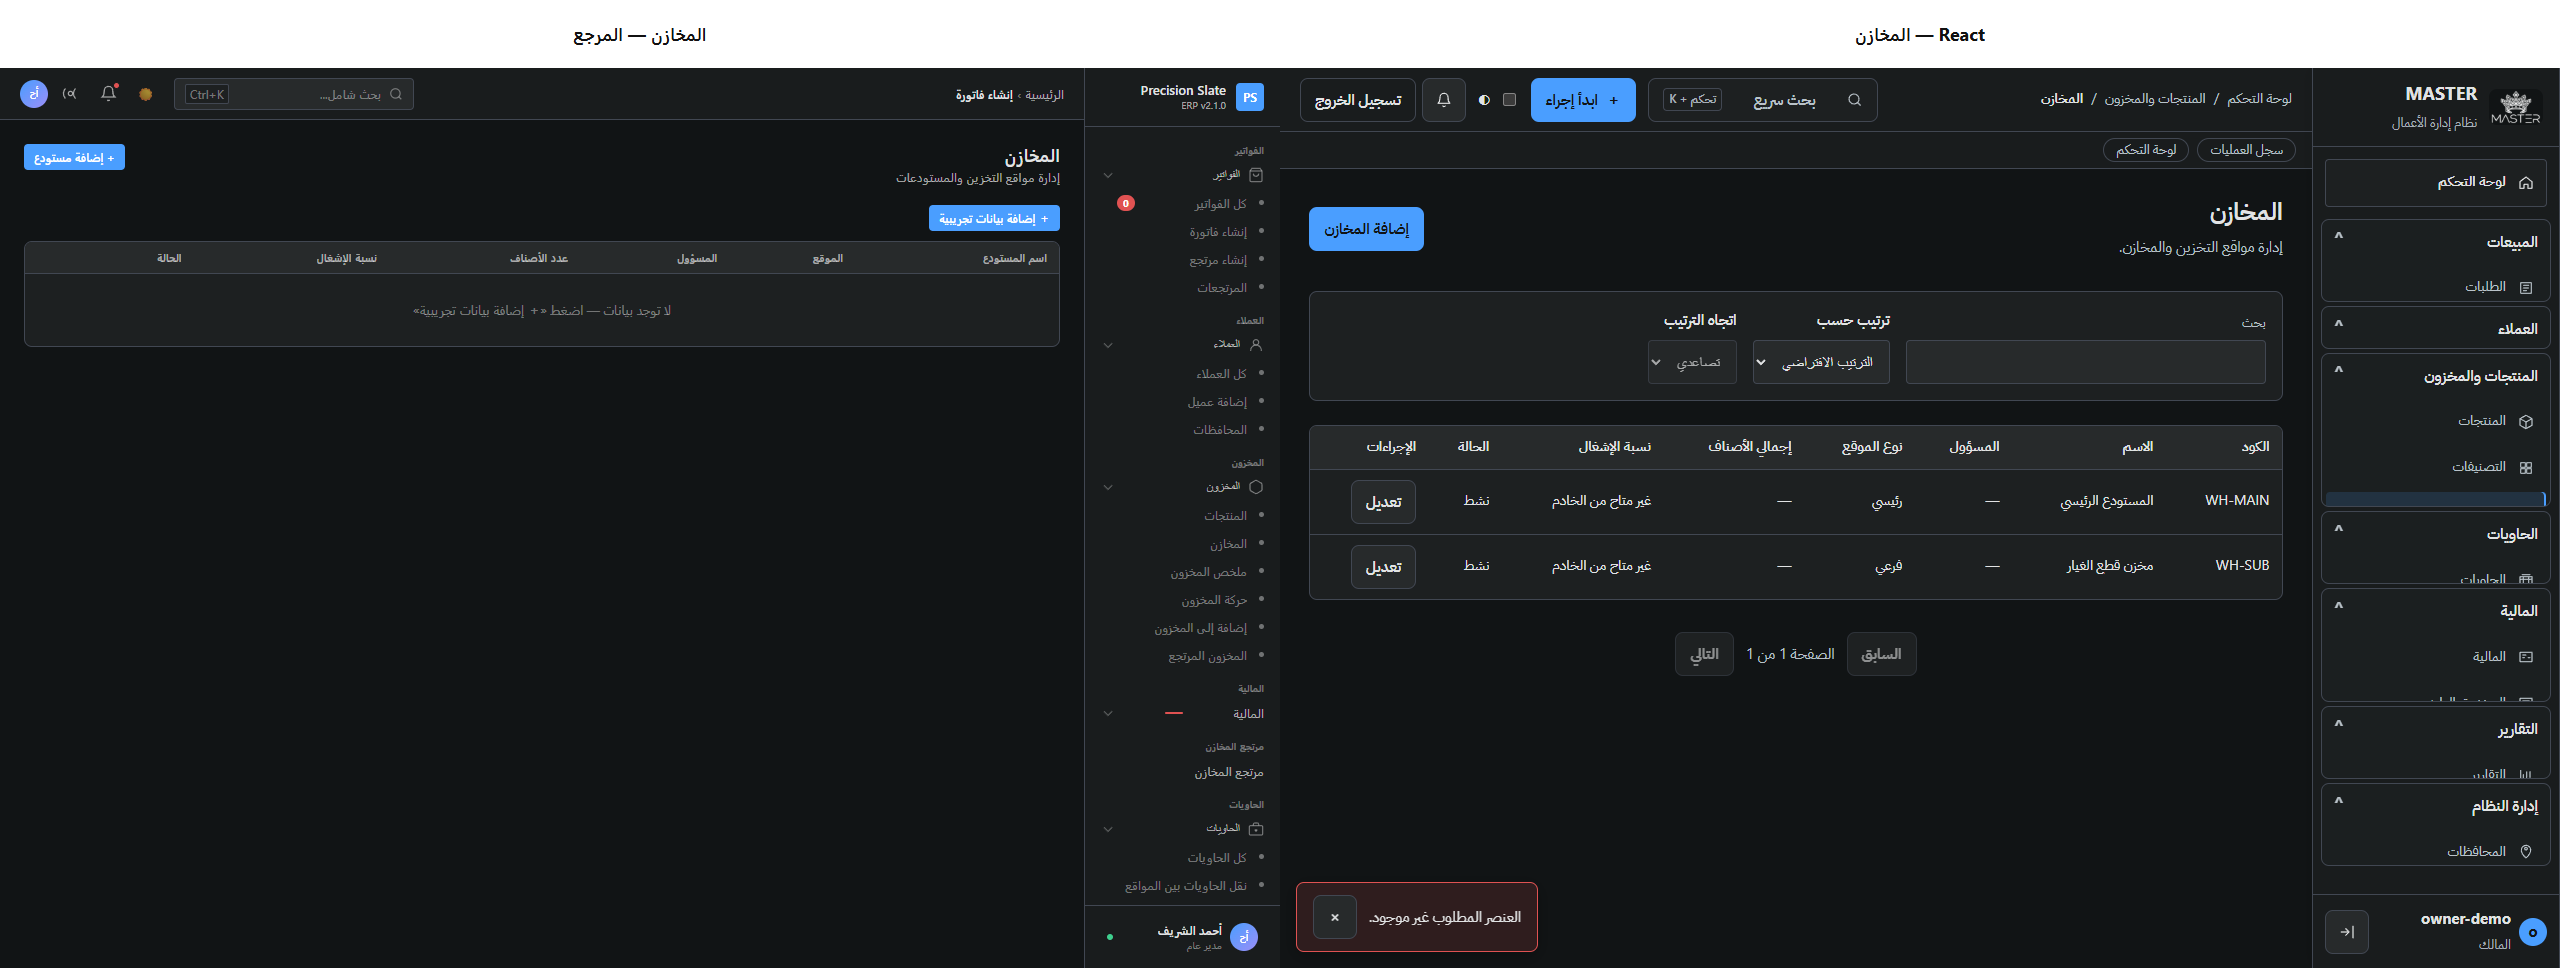 React — المخازن
MASTER
نظام إدارة الأعمال
MASTER
لوحة التحكم
المبيعات
الطلبات
العملاء
المنتجات والمخزون
المنتجات
التصنيفات
الحاويات
الحاويات
المالية
المالية
التقارير
التقارير
إدارة النظام
المحافظات
owner-demo
المالك
لوحة التحكم / المنتجات والمخزون / المخازن
بحث سريع
تحكم + K
+ ابدأ إجراء
تسجيل الخروج
سجل العمليات
لوحة التحكم
المخازن
إدارة مواقع التخزين والمخازن.
إضافة المخازن
بحث
ترتيب حسب
اتجاه الترتيب
الترتيب الافتراضي
تصاعدي
الكود الاسم المسؤول نوع الموقع إجمالي الأصناف نسبة الإشغال الحالة الإجراءات
WH-MAIN المستودع الرئيسي — رئيسي — غير متاح من الخادم نشط تعديل
WH-SUB مخزن قطع الغيار — فرعي — غير متاح من الخادم نشط تعديل
السابق
الصفحة 1 من 1
التالي
العنصر المطلوب غير موجود.
×
المخازن — المرجع
PS
Precision Slate
ERP v2.1.0
الفواتير
الفواتير
كل الفواتير
0
إنشاء فاتورة
إنشاء مرتجع
المرتجعات
العملاء
العملاء
كل العملاء
إضافة عميل
المحافظات
المخزون
المخزون
المنتجات
المخازن
ملخص المخزون
حركة المخزون
إضافة إلى المخزون
المخزون المرتجع
المالية
المالية
مرتجع المخازن
مرتجع المخازن
الحاويات
الحاويات
كل الحاويات
نقل الحاويات بين المواقع
أح
أحمد الشريف
مدير عام
الرئيسية › إنشاء فاتورة
بحث شامل...
Ctrl+K
أح
المخازن
إدارة مواقع التخزين والمستودعات
+ إضافة مستودع
+ إضافة بيانات تجريبية
اسم المستودع الموقع المسؤول عدد الأصناف نسبة الإشغال الحالة
لا توجد بيانات — اضغط «+ إضافة بيانات تجريبية»